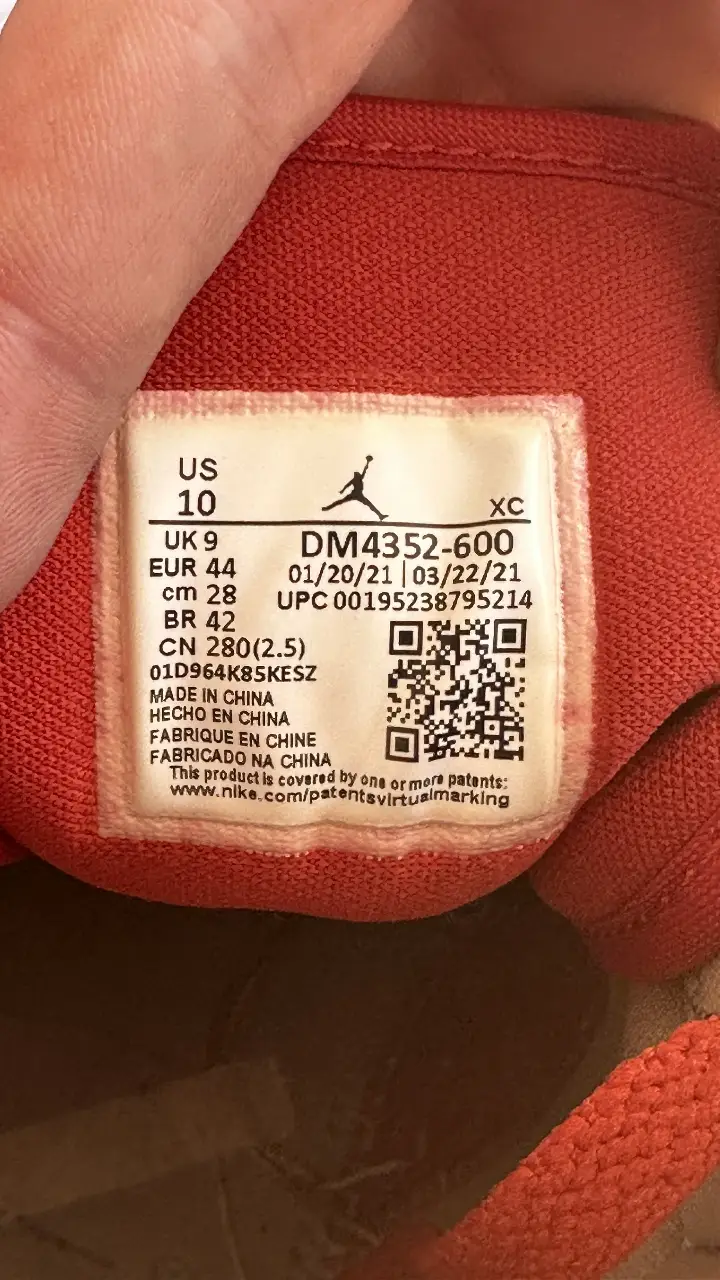 US
10
XC
UK 9
EUR 44
cm 28
BR 42
CN 280(2.5)
DM4352-600
01/20/21 | 03/22/21
UPC 00195238795214
01D964K85KESZ
MADE IN CHINA
HECHO EN CHINA
FABRIQUE EN CHINE
FABRICADO NA CHINA
This product is covered by one or more patents:
www.nike.com/patentsvirtualmarking